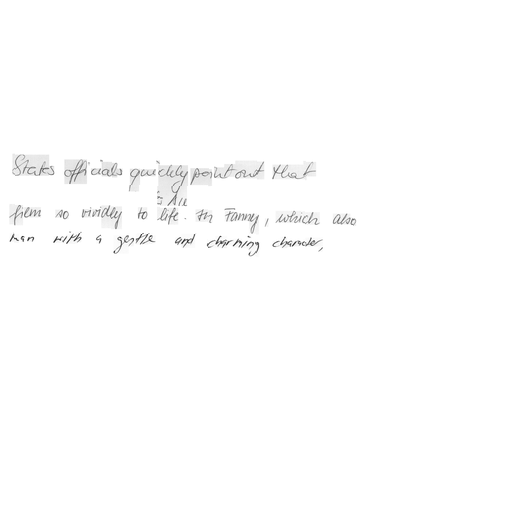 States officials quickly point out that
film so vividly to life. In Fanny, which also
man with a gentle and charming character,